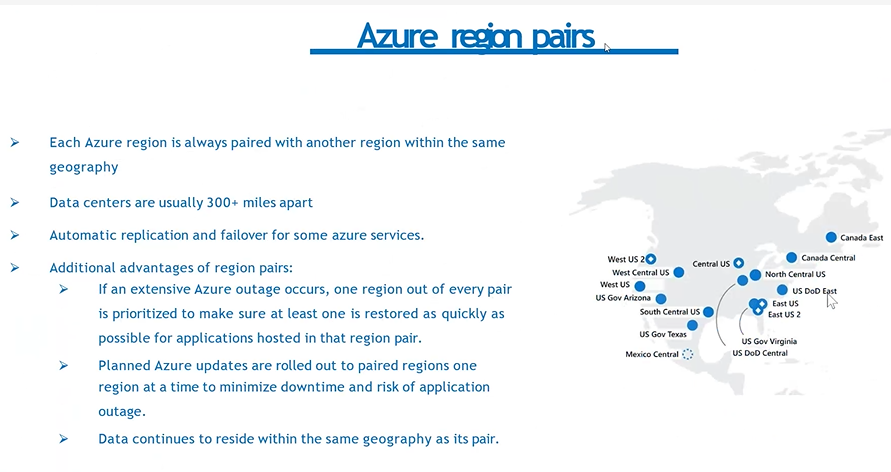 Azure region pairs
Each Azure region is always paired with another region within the same
geography
Data centers are usually 300+ miles apart
Automatic replication and failover for some azure services.
Additional advantages of region pairs:
If an extensive Azure outage occurs, one region out of every pair
is prioritized to make sure at least one is restored as quickly as
possible for applications hosted in that region pair.
Planned Azure updates are rolled out to paired regions one
region at a time to minimize downtime and risk of application
outage.
Data continues to reside within the same geography as its pair.
Canada East
Canada Central
West US 2
Central US
West Central US
North Central US
West US
US DoD East
US Gov Arizona
East US
South Central US
East US 2
US Gov Texas
US Gov Virginia
US DoD Central
Mexico Central